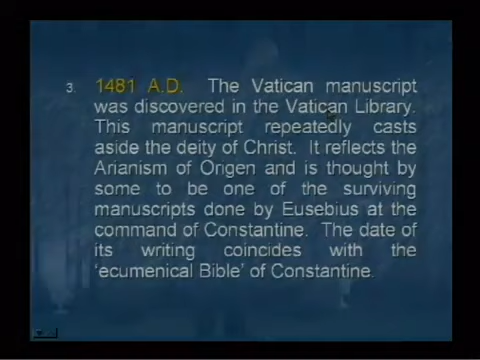 3. 1481 A.D. The Vatican manuscript
was discovered in the Vatican Library.
This manuscript repeatedly casts
aside the deity of Christ. It reflects the
Arianism of Origen and is thought by
some to be one of the surviving
manuscripts done by Eusebius at the
command of Constantine. The date of
its writing coincides with the
‘ecumenical Bible’ of Constantine.